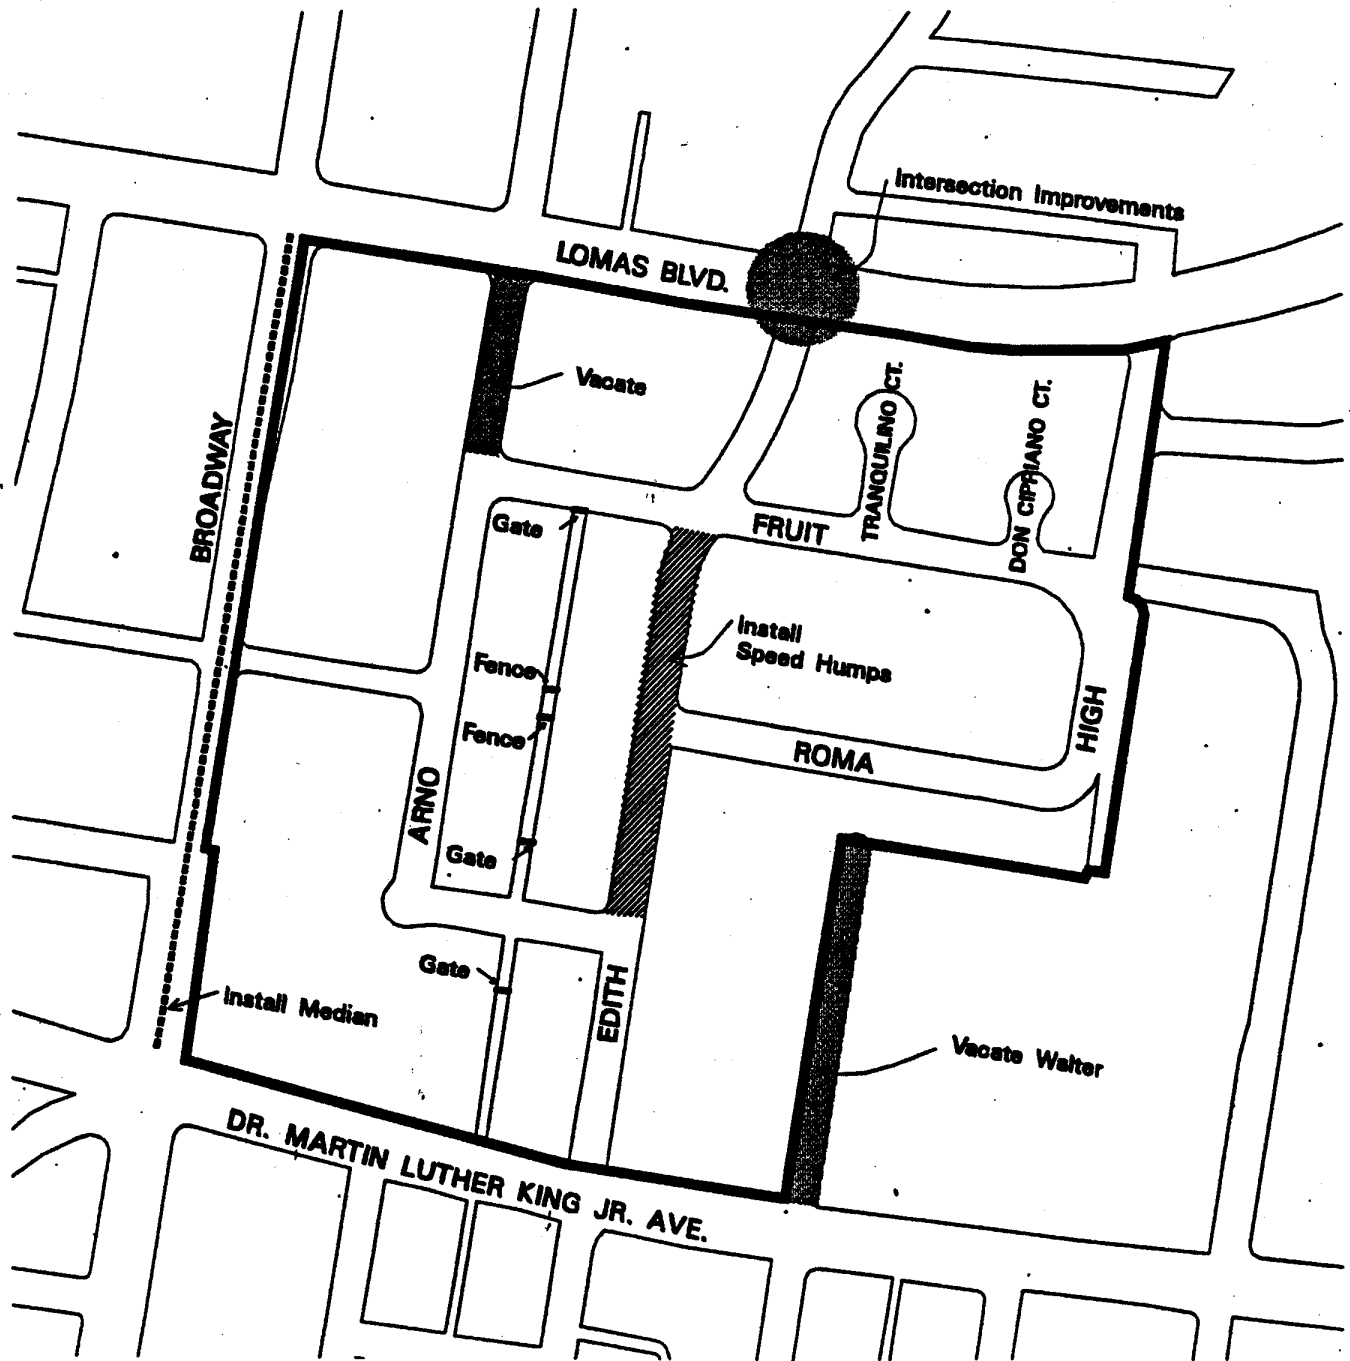 Intersection Improvements
LOMAS BLVD.
Vacate
TRANQUILINO CT.
DON CIPRIANO CT.
BROADWAY
Gate
FRUIT
Install
Speed Humps
Fence
Fence
HIGH
ROMA
ARNO
Gate
Gate
EDITH
Install Median
Vacate Walter
DR. MARTIN LUTHER KING JR. AVE.